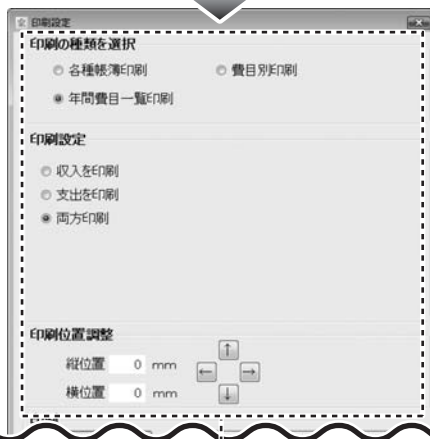 印刷設定
印刷の種類を選択
各種帳簿印刷 費目別印刷
年間費目一覧印刷
印刷設定
収入を印刷
支出を印刷
両方印刷
印刷位置調整
↑
縦位置 0 mm
← →
横位置 0 mm
↓